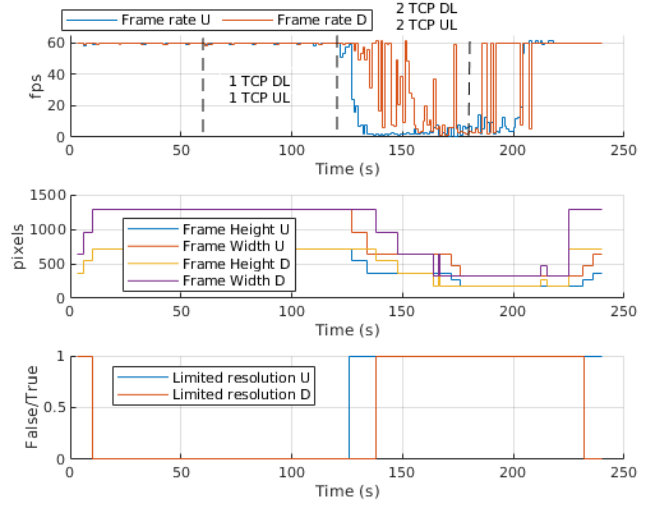 Frame rate U Frame rate D
2 TCP DL
2 TCP UL
1 TCP DL
1 TCP UL
fps
60
40
20
0
0 50 100 150 200 250
Time (s)
Frame Height U
Frame Width U
Frame Height D
Frame Width D
pixels
1500
1000
500
0
0 50 100 150 200 250
Time (s)
Limited resolution U
Limited resolution D
False/True
1
0.5
0
0 50 100 150 200 250
Time (s)